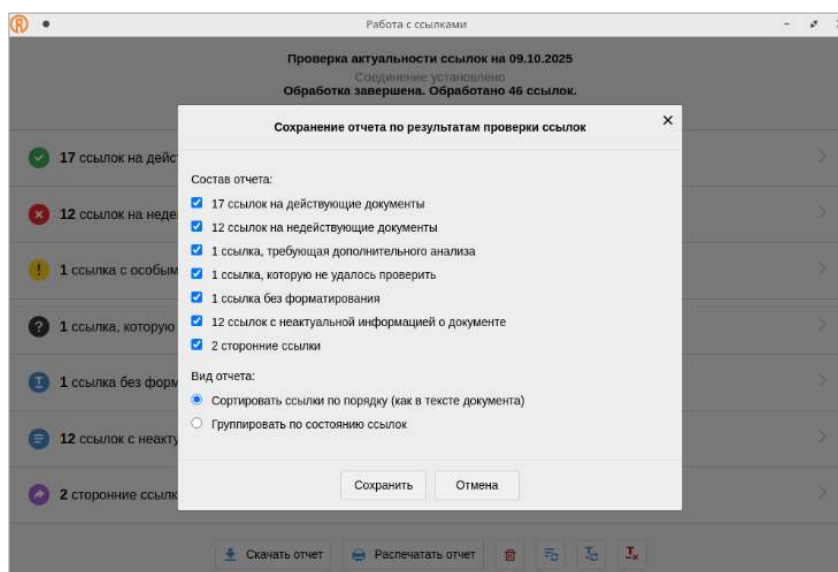 Работа с ссылками
Проверка актуальности ссылок на 09.10.2025
Соединение установлено
Обработка завершена. Обработано 46 ссылок.
Сохранение отчета по результатам проверки ссылок
17 ссылок на дейс
12 ссылок на неде
1 ссылка с особым
1 ссылка, которую
1 ссылка без форм
12 ссылок с неакту
2 сторонние ссылк
Состав отчета:
17 ссылок на действующие документы
12 ссылок на недействующие документы
1 ссылка, требующая дополнительного анализа
1 ссылка, которую не удалось проверить
1 ссылка без форматирования
12 ссылок с неактуальной информацией о документе
2 сторонние ссылки
Вид отчета:
Сортировать ссылки по порядку (как в тексте документа)
Группировать по состоянию ссылок
Сохранить Отмена
Скачать отчет Распечатать отчет